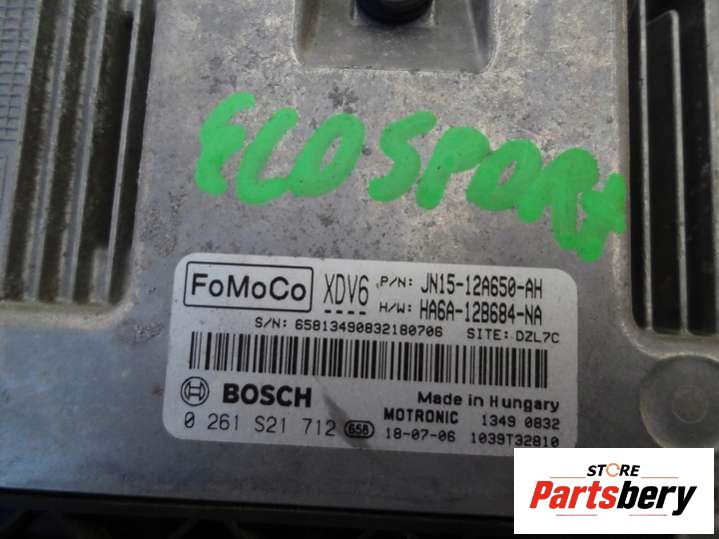 ECOSPORT
FoMoCo
XDV6
P/N: JN15-12A650-AH
H/W: HA6A-12B684-NA
S/N: 65813490832180706 SITE: DZL7C
BOSCH Made in Hungary
MOTRONIC 1349 0832
0 261 S21 712 658 18-07-06 1039T32810
STORE
Partsbery